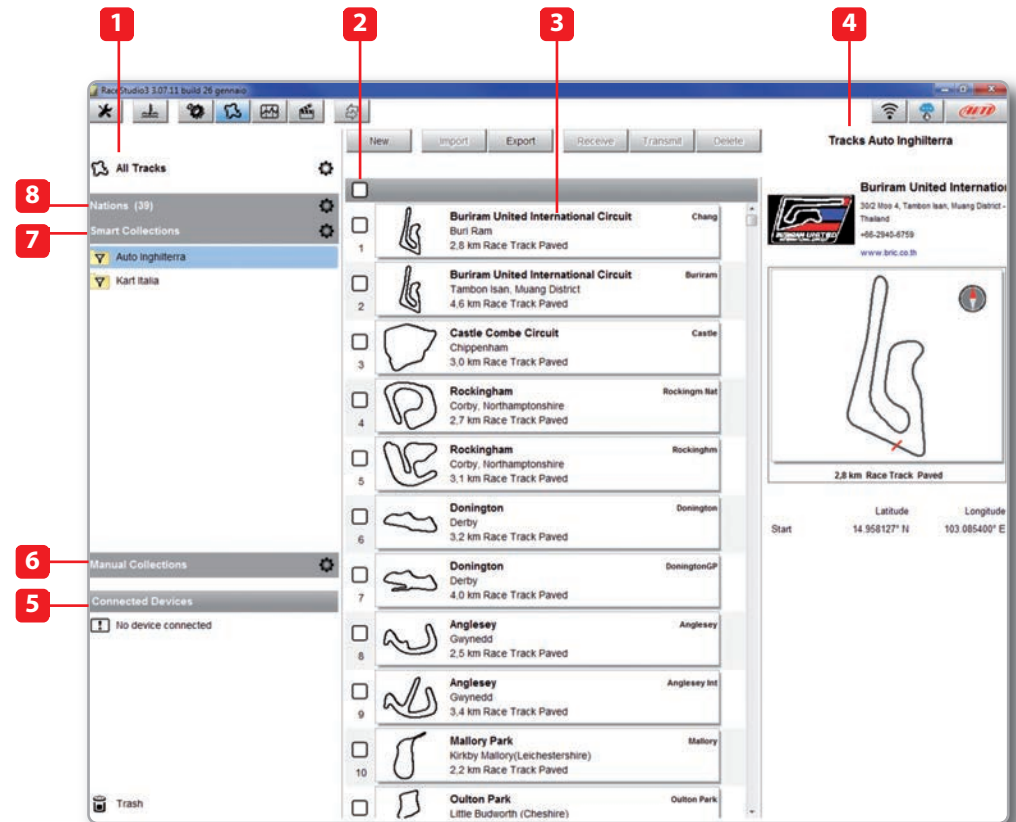 1
2
3
4
RaceStudio3 3.07.11 build 26 gennaio
New
Import
Export
Receive
Transmit
Delete
Tracks Auto Inghilterra
All Tracks
8
Nations (39)
7
Smart Collections
Auto Inghilterra
Kart Italia
6
Manual Collections
5
Connected Devices
No device connected
Trash
Buriram United International Circuit
Chang
Buri Ram
2,8 km Race Track Paved
1
Buriram United International Circuit
Buriram
Tambon Isan, Muang District
4,6 km Race Track Paved
2
Castle Combe Circuit
Castle
Chippenham
3,0 km Race Track Paved
3
Rockingham
Rockingm Nat
Corby, Northamptonshire
2,7 km Race Track Paved
4
Rockingham
Rockinghm
Corby, Northamptonshire
3,1 km Race Track Paved
5
Donington
Donington
Derby
3,2 km Race Track Paved
6
Donington
DoningtonGP
Derby
4,0 km Race Track Paved
7
Anglesey
Anglesey
Gwynedd
2,5 km Race Track Paved
8
Anglesey
Anglesey Int
Gwynedd
3,4 km Race Track Paved
9
Mallory Park
Mallory
Kirkby Mallory(Leichestershire)
2,2 km Race Track Paved
10
Oulton Park
Oulton Park
Little Budworth (Cheshire)
Buriram United Internatio
30/2 Moo 4, Tambon Isan, Muang District -
Thailand
+66-2940-6759
www.bric.co.th
BURIRAM UNITED
INTERNATIONAL CIRCUIT
2,8 km Race Track Paved
Latitude
Longitude
Start
14.958127° N
103.085400° E